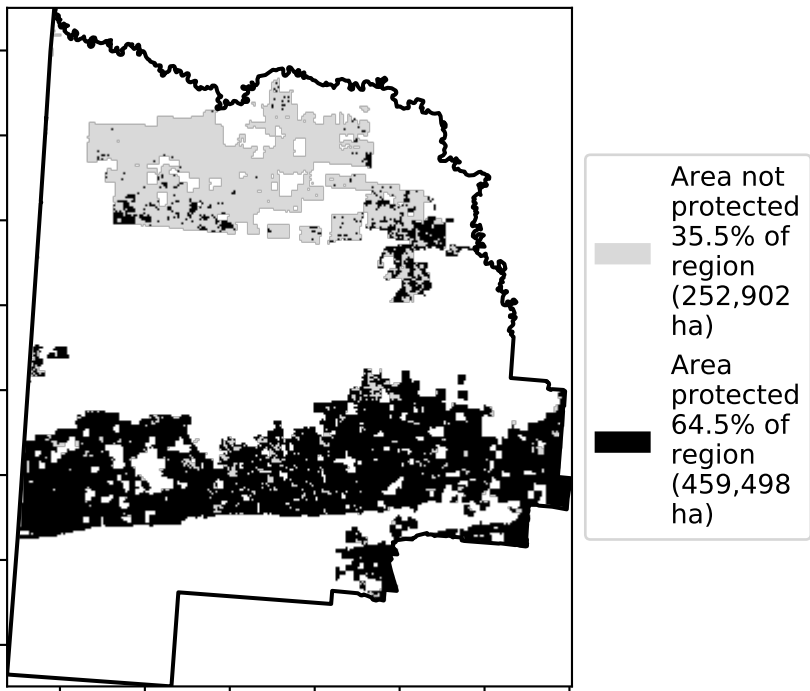 Area not
protected
35.5% of
region
(252,902
ha)
Area
protected
64.5% of
region
(459,498
ha)